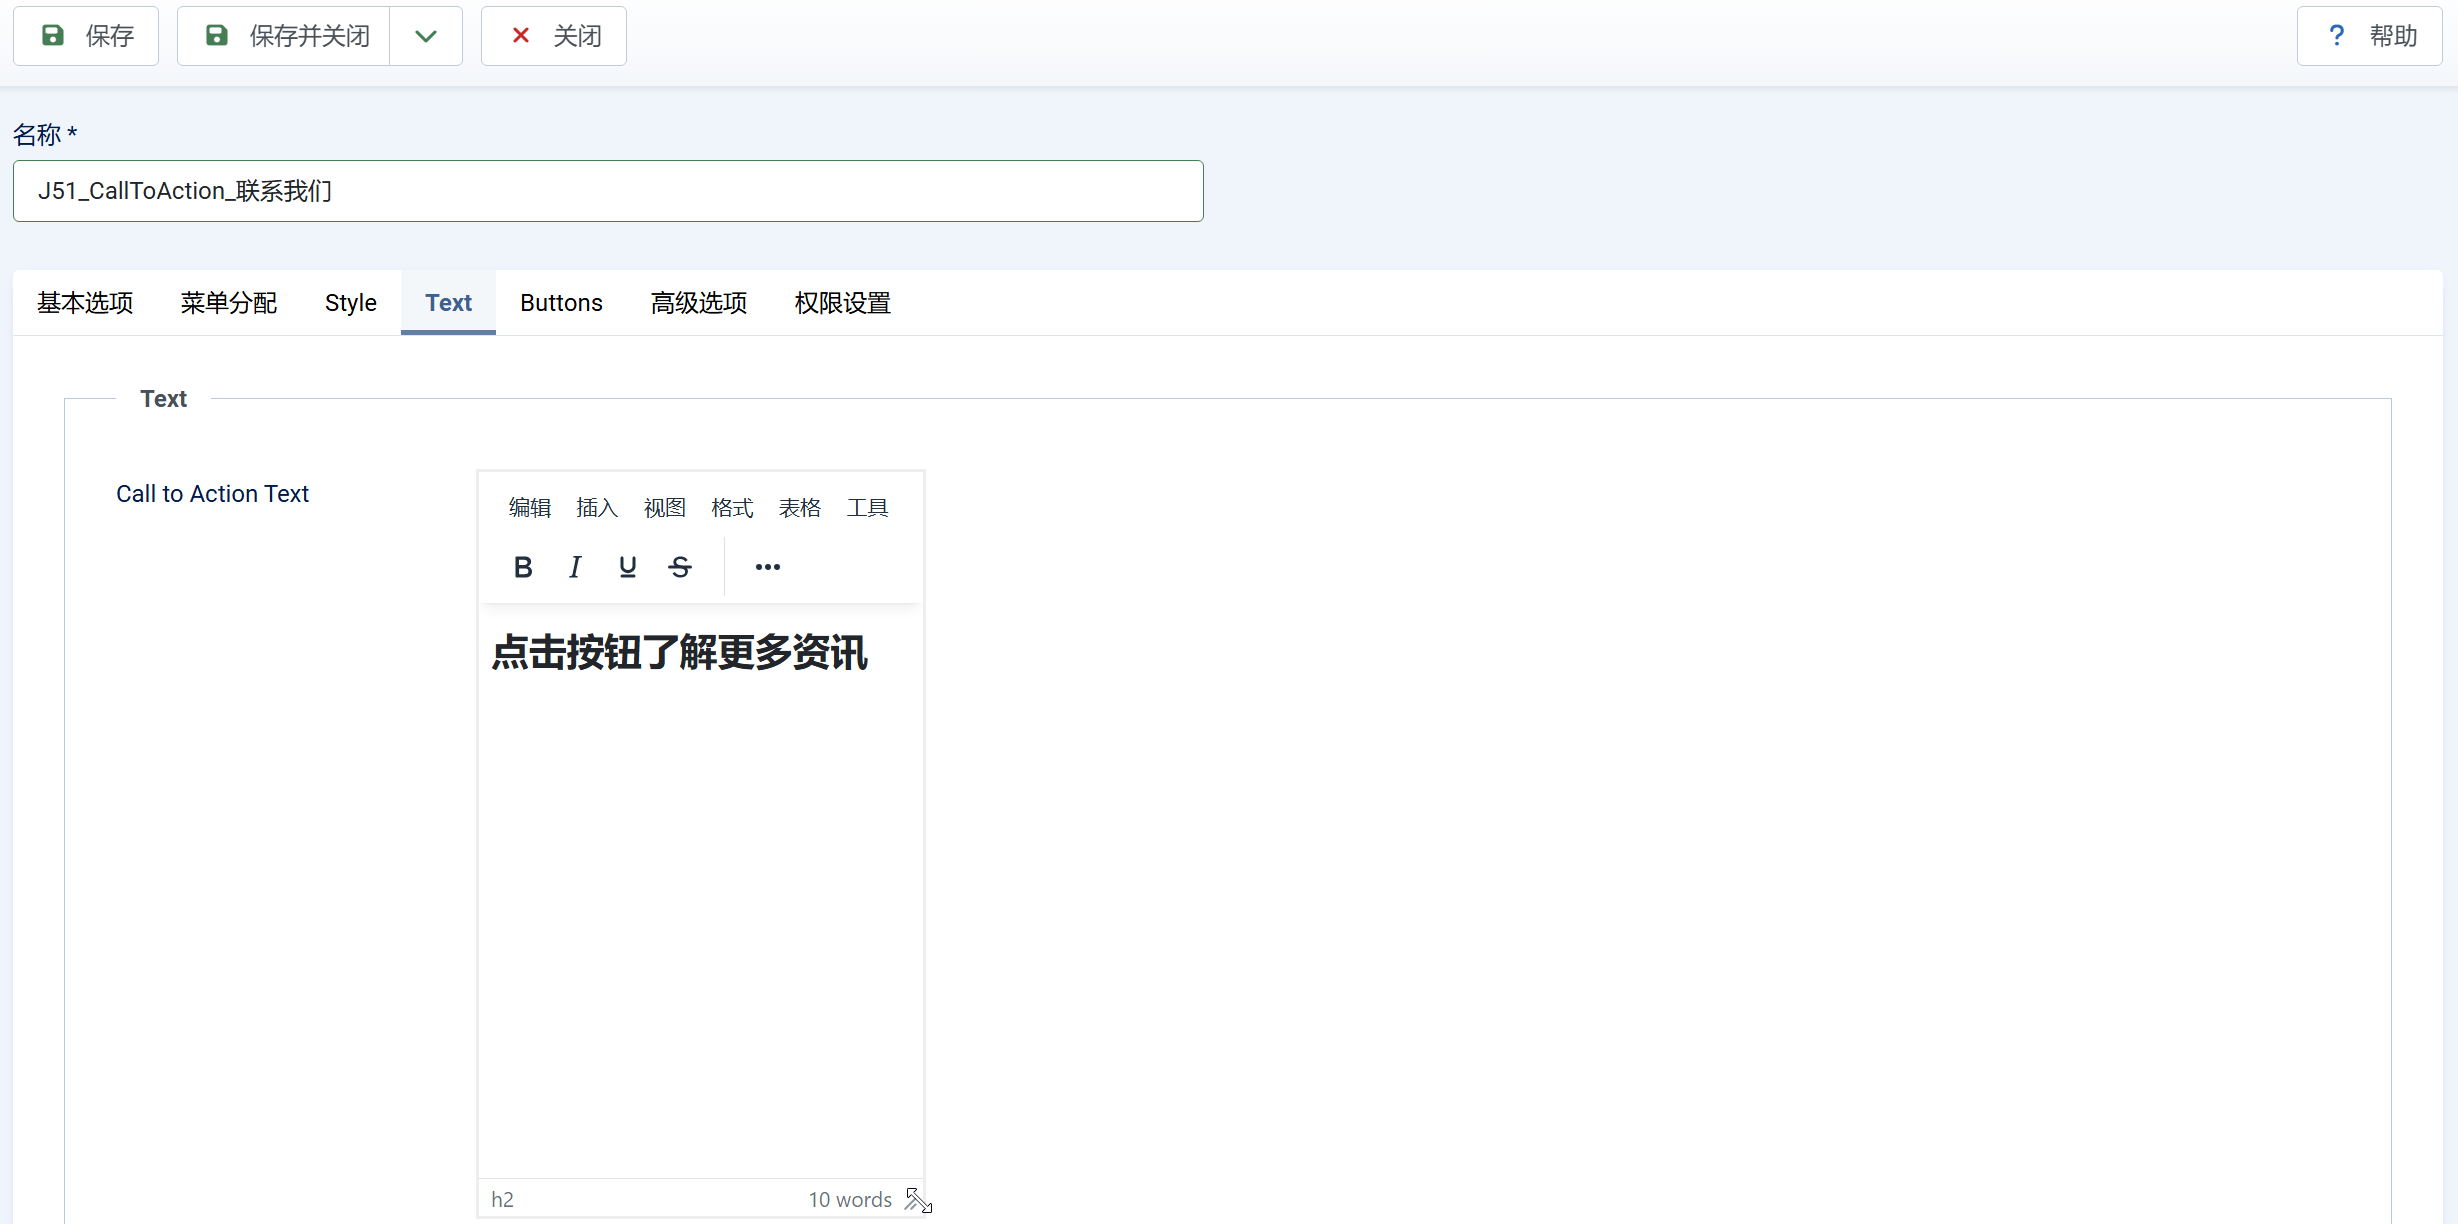 保存 保存并关闭 关闭 ? 帮助
名称 *
J51_CallToAction_联系我们
基本选项 菜单分配 Style Text Buttons 高级选项 权限设置
Text
Call to Action Text
编辑 插入 视图 格式 表格 工具
B I U S
点击按钮了解更多资讯
h2 10 words